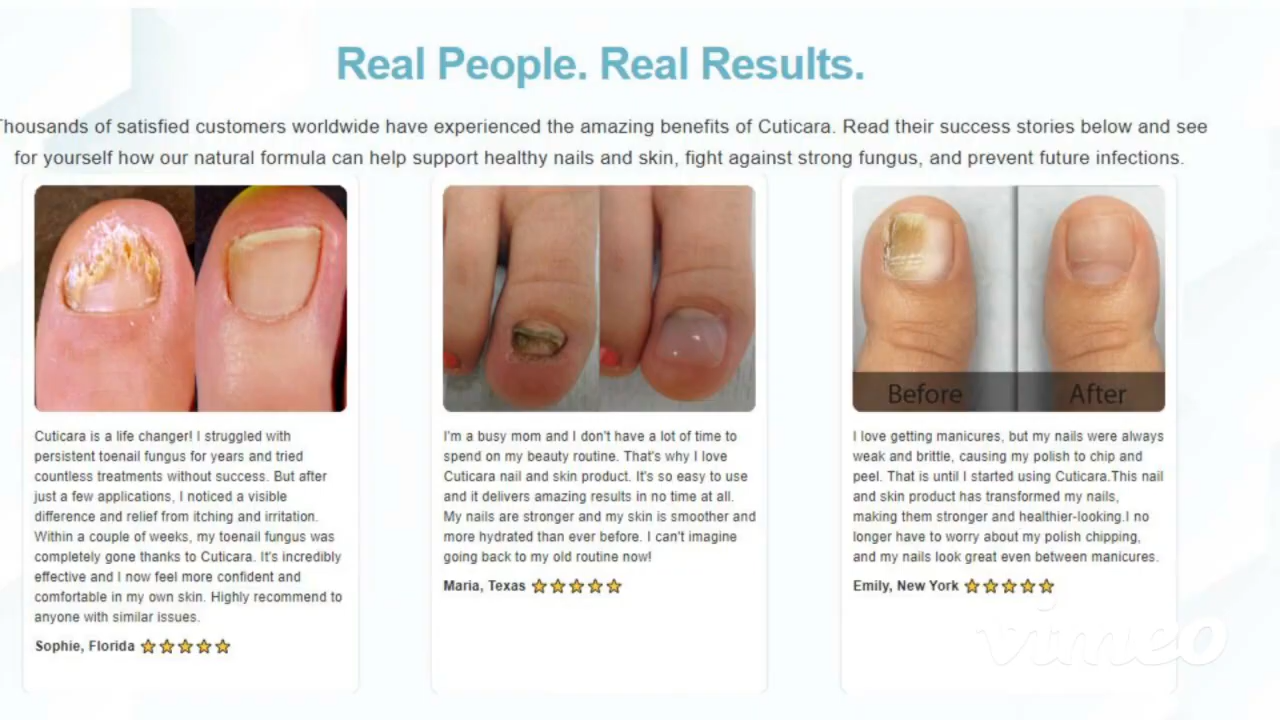 Real People. Real Results.
Thousands of satisfied customers worldwide have experienced the amazing benefits of Cuticara. Read their success stories below and see
for yourself how our natural formula can help support healthy nails and skin, fight against strong fungus, and prevent future infections.
Cuticara is a life changer! I struggled with
persistent toenail fungus for years and tried
countless treatments without success. But after
just a few applications, I noticed a visible
difference and relief from itching and irritation.
Within a couple of weeks, my toenail fungus was
completely gone thanks to Cuticara. It's incredibly
effective and I now feel more confident and
comfortable in my own skin. Highly recommend to
anyone with similar issues.
Sophie, Florida
I'm a busy mom and I don't have a lot of time to
spend on my beauty routine. That's why I love
Cuticara nail and skin product. It's so easy to use
and it delivers amazing results in no time at all.
My nails are stronger and my skin is smoother and
more hydrated than ever before. I can't imagine
going back to my old routine now!
Maria, Texas
Before After
I love getting manicures, but my nails were always
weak and brittle, causing my polish to chip and
peel. That is until I started using Cuticara.This nail
and skin product has transformed my nails,
making them stronger and healthier-looking.I no
longer have to worry about my polish chipping,
and my nails look great even between manicures.
Emily, New York
vimeo